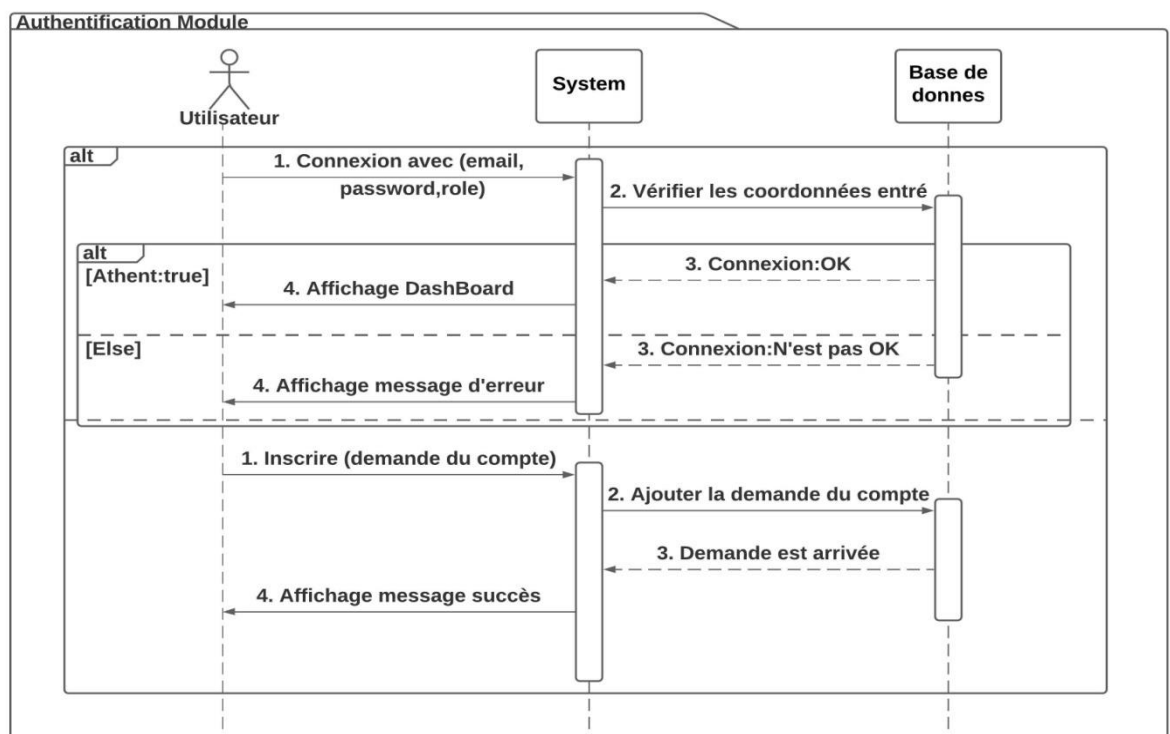 Authentification Module
Utilisateur
System
Base de
donnes
alt
1. Connexion avec (email,
password,role)
2. Vérifier les coordonnées entré
alt
[Athent:true]
3. Connexion:OK
4. Affichage DashBoard
[Else]
3. Connexion:N'est pas OK
4. Affichage message d'erreur
1. Inscrire (demande du compte)
2. Ajouter la demande du compte
3. Demande est arrivée
4. Affichage message succès